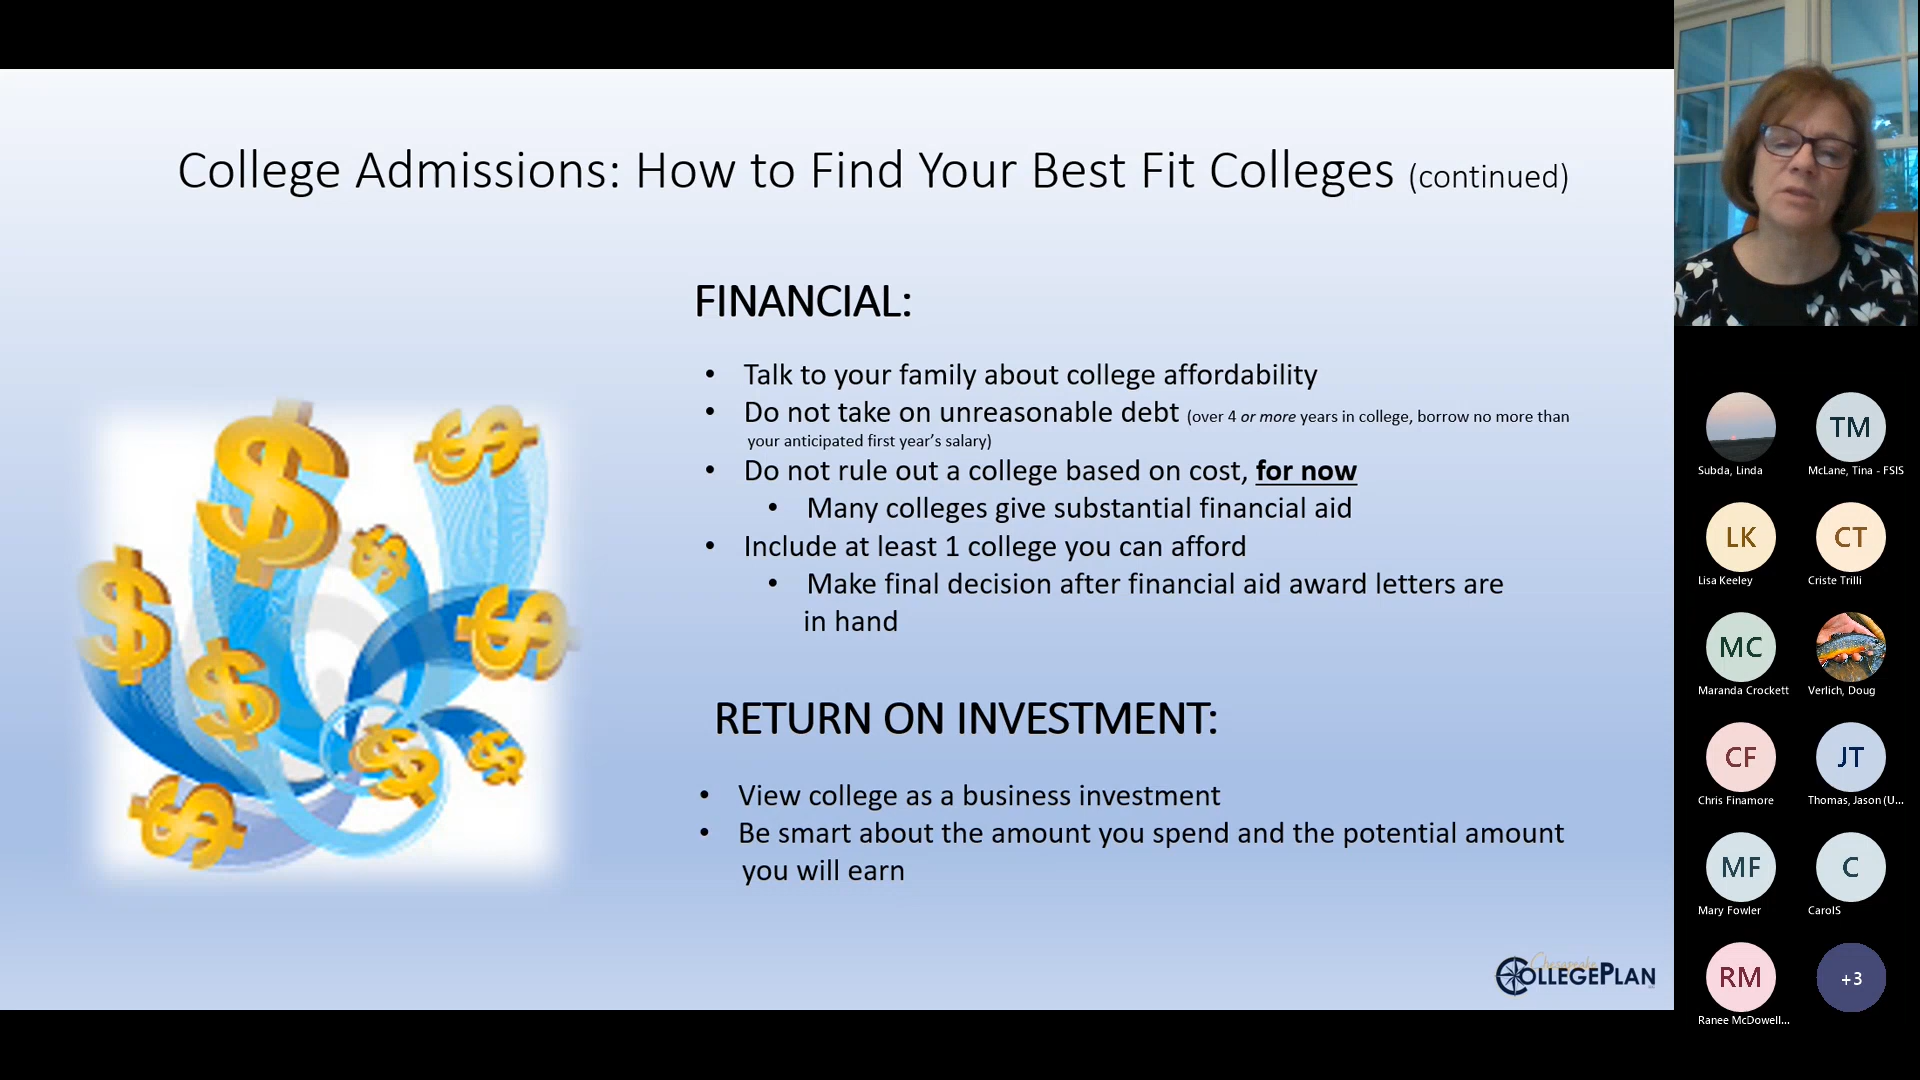 College Admissions: How to Find Your Best Fit Colleges (continued)
FINANCIAL:
• Talk to your family about college affordability
• Do not take on unreasonable debt (over 4 or more years in college, borrow no more than
your anticipated first year’s salary)
• Do not rule out a college based on cost, for now
• Many colleges give substantial financial aid
• Include at least 1 college you can afford
• Make final decision after financial aid award letters are
in hand
RETURN ON INVESTMENT:
• View college as a business investment
• Be smart about the amount you spend and the potential amount
you will earn
Chesapeake
COLLEGEPLAN
Subda, Linda
TM
McLane, Tina - FSIS
LK
Lisa Keeley
CT
Criste Trilli
MC
Maranda Crockett
Verlich, Doug
CF
Chris Finamore
JT
Thomas, Jason (U...
MF
Mary Fowler
C
CarolS
RM
Ranee McDowell...
+3